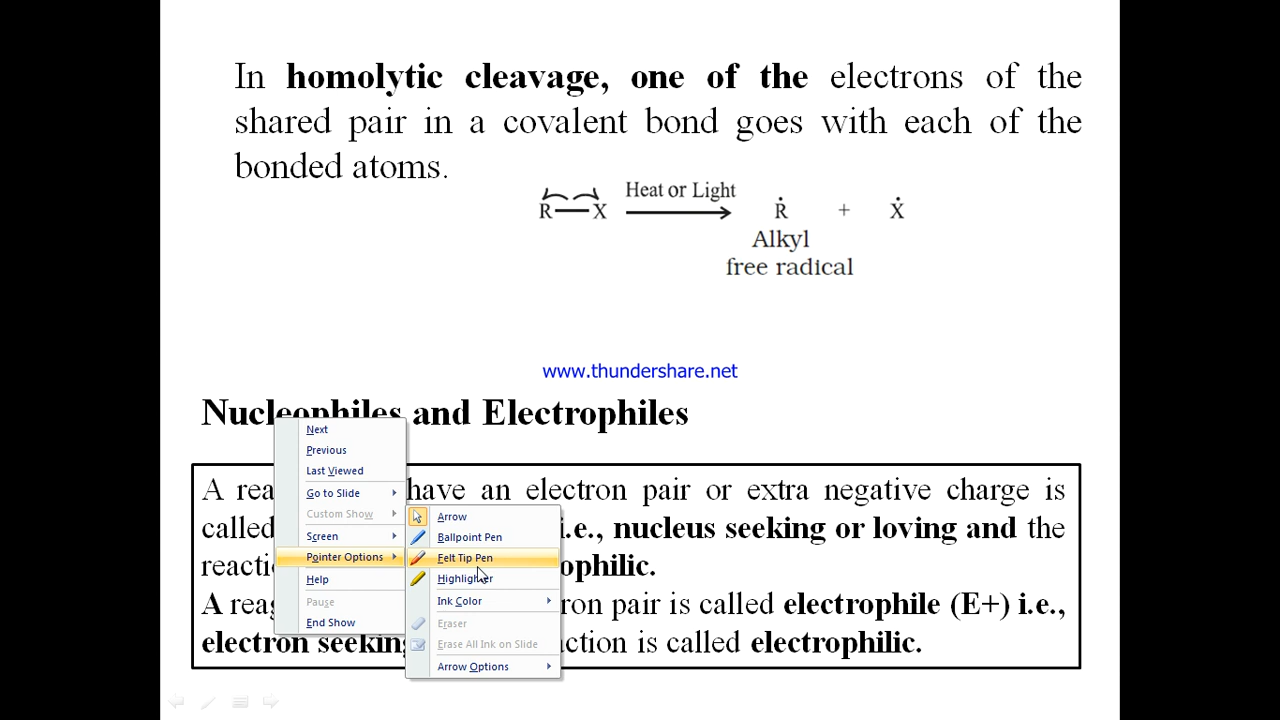 In homolytic cleavage, one of the electrons of the
shared pair in a covalent bond goes with each of the
bonded atoms.
R—X Heat or Light Ṙ + Ẋ
Alkyl
free radical
www.thundershare.net
Nucleophiles and Electrophiles
A rea have an electron pair or extra negative charge is
called i.e., nucleus seeking or loving and the
reacti ophilic.
A reag ron pair is called electrophile (E+) i.e.,
electron seeking ction is called electrophilic.
Next
Previous
Last Viewed
Go to Slide
Custom Show
Screen
Pointer Options
Help
Pause
End Show
Arrow
Ballpoint Pen
Felt Tip Pen
Highlighter
Ink Color
Eraser
Erase All Ink on Slide
Arrow Options